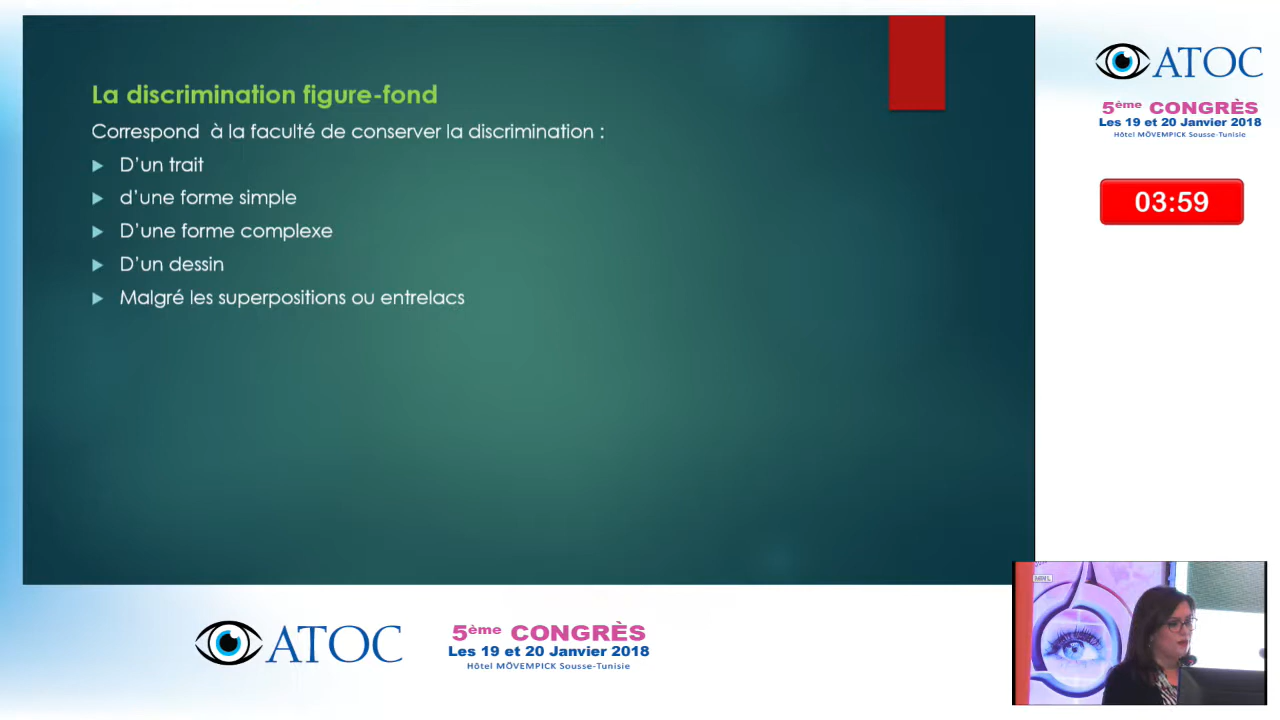 La discrimination figure-fond
Correspond à la faculté de conserver la discrimination :
D'un trait
d'une forme simple
D'une forme complexe
D'un dessin
Malgré les superpositions ou entrelacs
ATOC
5ème CONGRÈS
Les 19 et 20 Janvier 2018
Hôtel MÖVEMPICK Sousse-Tunisie
03:59
ATOC
5ème CONGRÈS
Les 19 et 20 Janvier 2018
Hôtel MÖVEMPICK Sousse-Tunisie